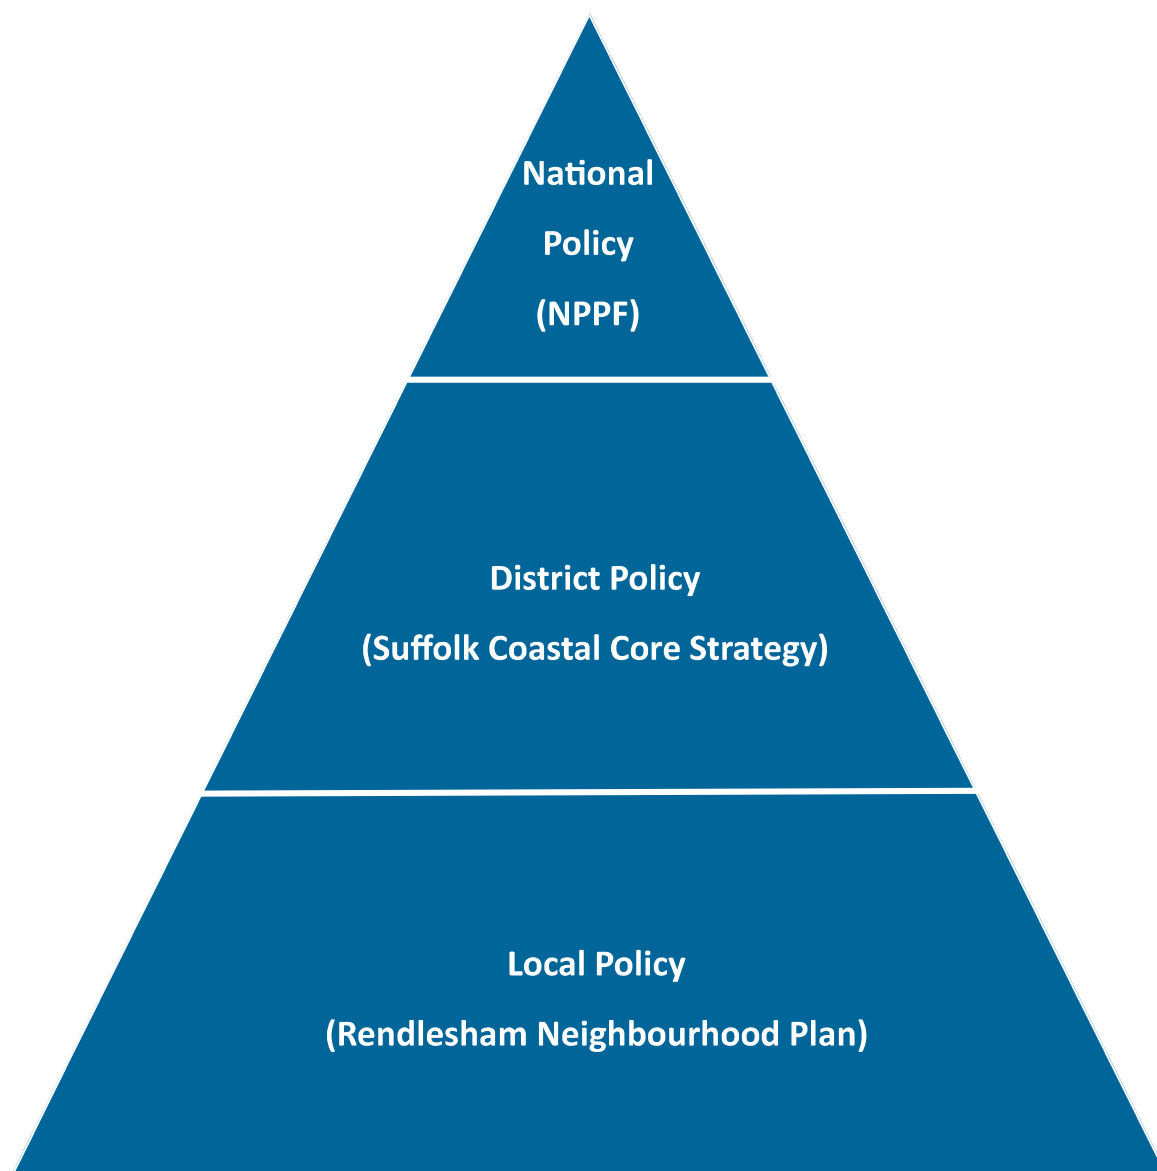 National
Policy
(NPPF)
District Policy
(Suffolk Coastal Core Strategy)
Local Policy
(Rendlesham Neighbourhood Plan)